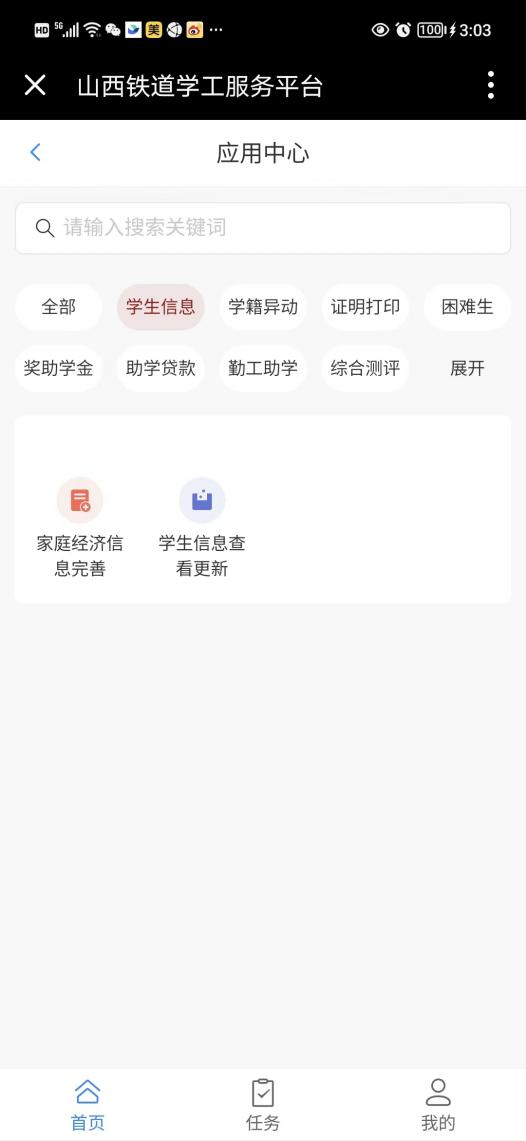 HD 5G 美 100 3:03
山西铁道学工服务平台
应用中心
请输入搜索关键词
全部 学生信息 学籍异动 证明打印 困难生
奖助学金 助学贷款 勤工助学 综合测评 展开
家庭经济信 学生信息查
息完善 看更新
首页 任务 我的